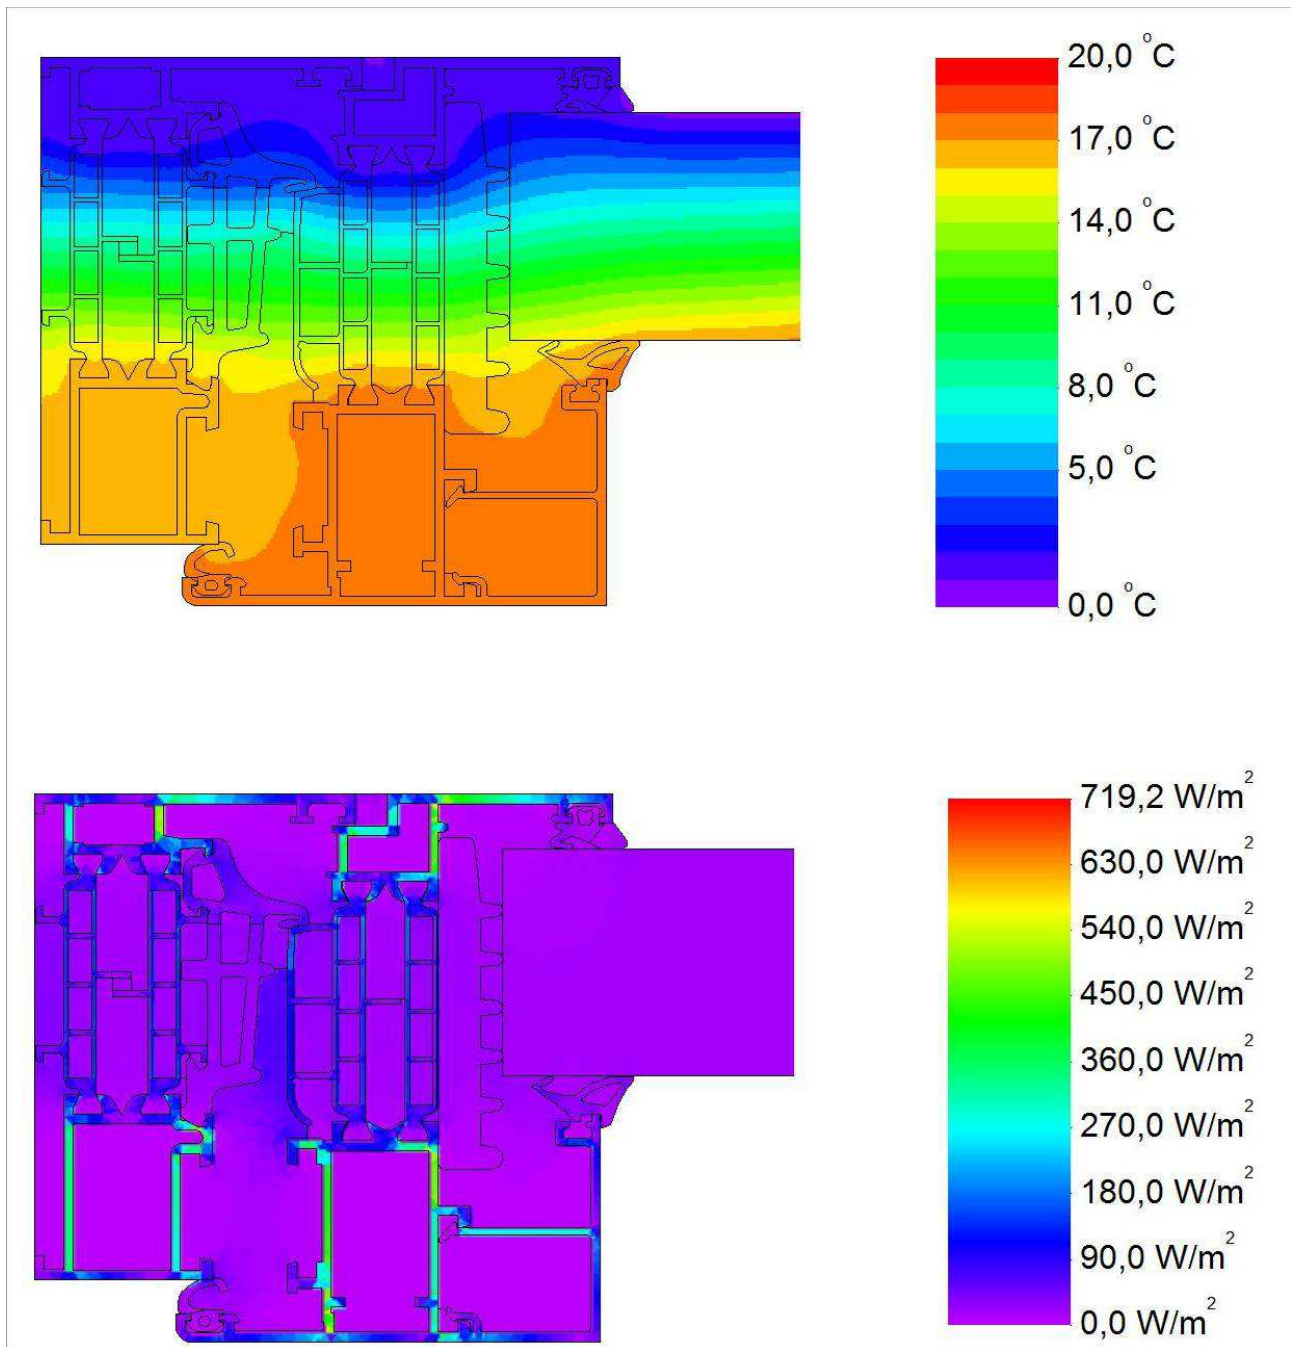 20,0 °C
17,0 °C
14,0 °C
11,0 °C
8,0 °C
5,0 °C
0,0 °C
719,2 W/m²
630,0 W/m²
540,0 W/m²
450,0 W/m²
360,0 W/m²
270,0 W/m²
180,0 W/m²
90,0 W/m²
0,0 W/m²